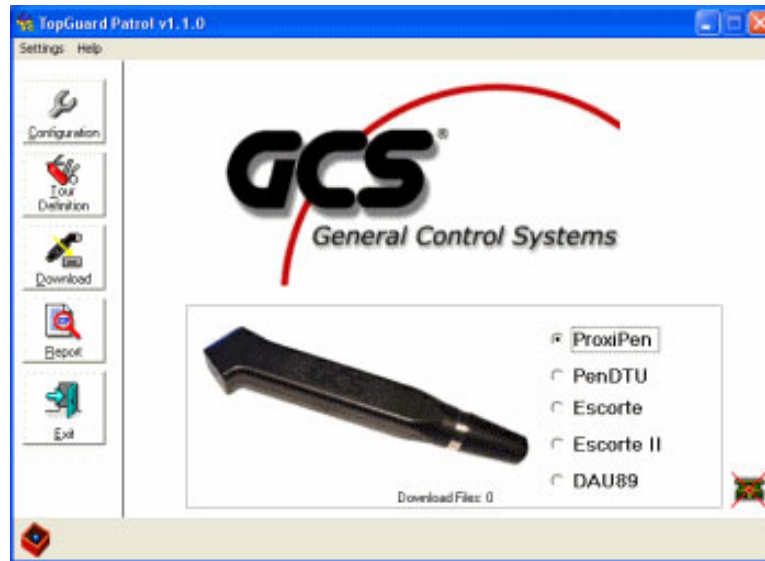 TopGuard Patrol v1.1.0
Settings Help
Configuration
Tour
Definition
Download
Report
Exit
GCS®
General Control Systems
ProxiPen
PenDTU
Escorte
Escorte II
DAU89
Download Files: 0